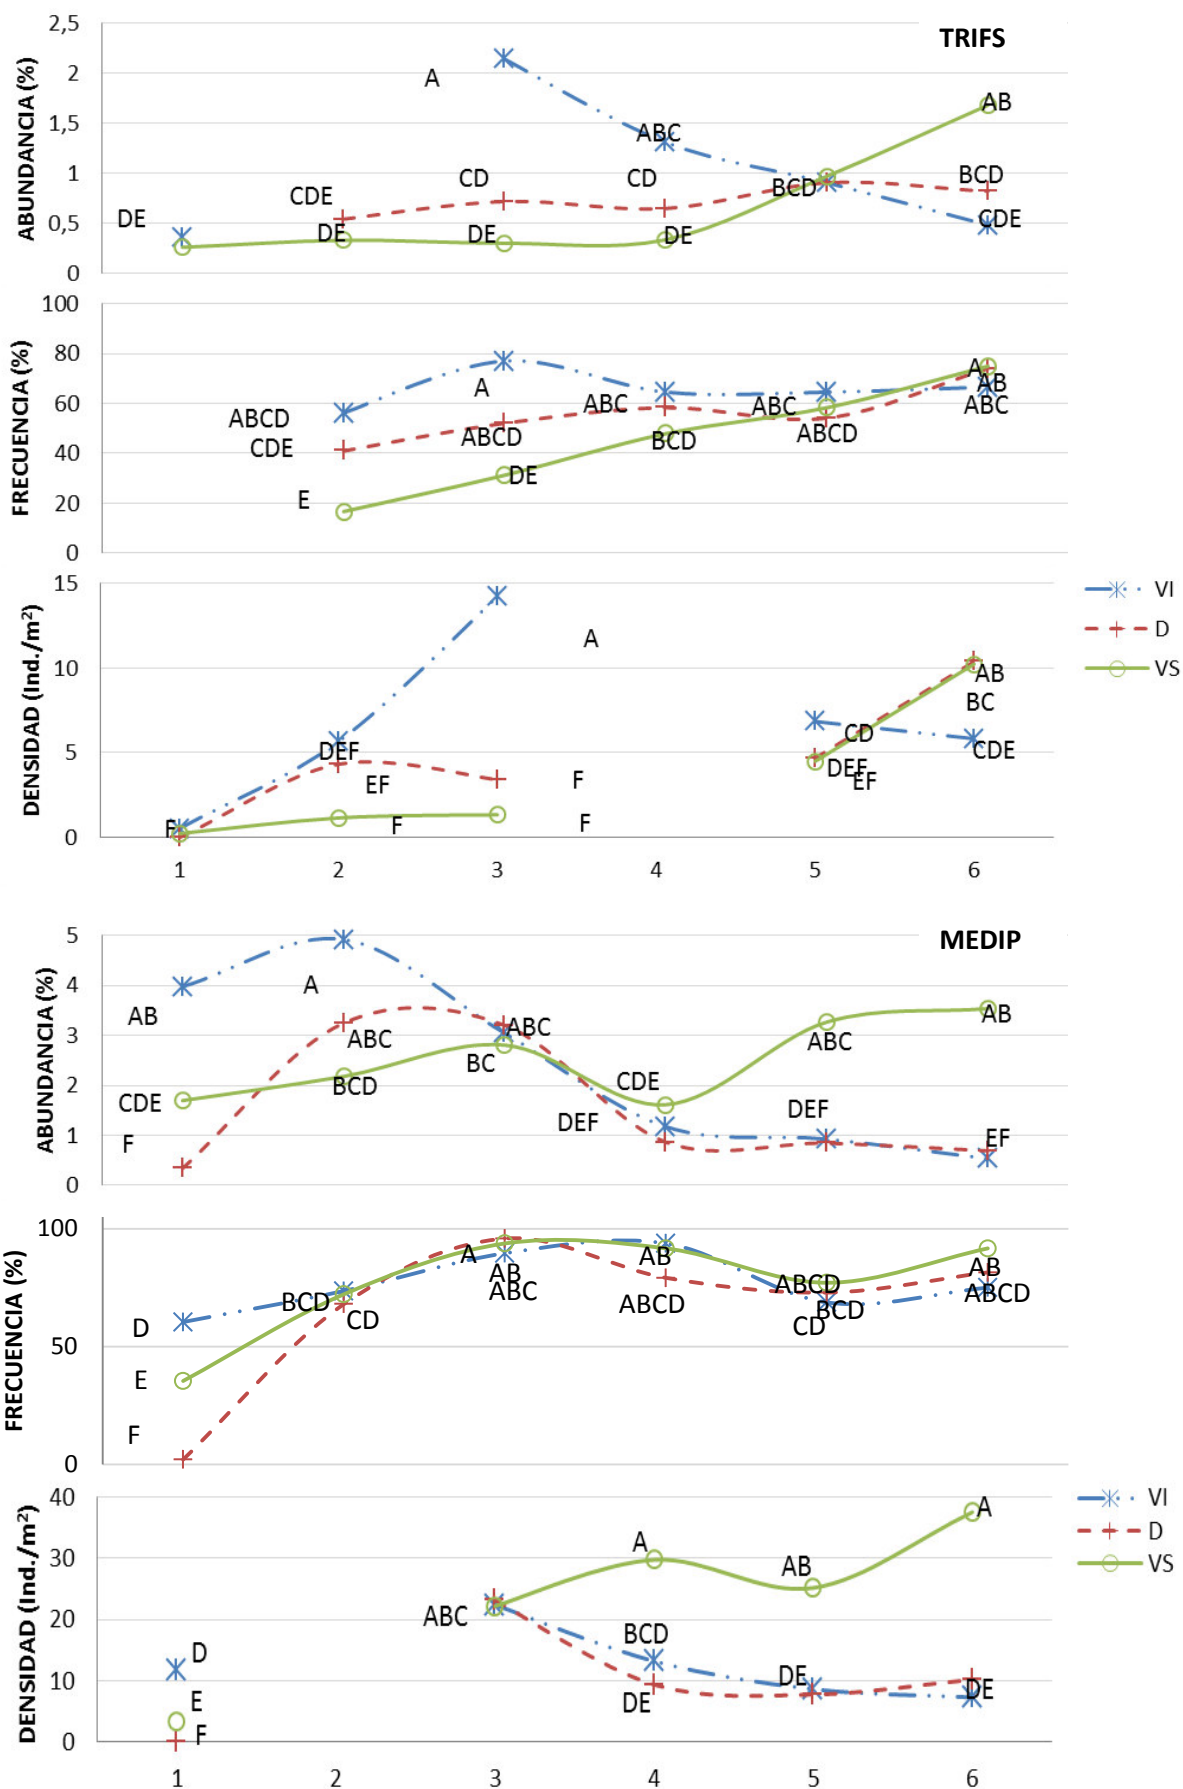 TRIFS
ABUNDANCIA (%)
2,5
2
1,5
1
0,5
0
A
ABC
AB
DE
CDE
CD
CD
BCD
BCD
DE
DE
DE
CDE
FRECUENCIA (%)
100
80
60
40
20
0
ABCD
CDE
E
A
ABCD
DE
ABC
BCD
ABC
ABCD
A
AB
ABC
DENSIDAD (Ind./m²)
15
10
5
0
F
DEF
EF
F
A
F
F
CD
DEF
EF
AB
BC
CDE
1 2 3 4 5 6
VI
D
VS
MEDIP
ABUNDANCIA (%)
5
4
3
2
1
0
AB
CDE
F
A
ABC
BCD
ABC
BC
CDE
DEF
ABC
DEF
AB
EF
FRECUENCIA (%)
100
50
0
D
E
F
BCD
CD
A
AB
ABC
AB
ABCD
ABCD
BCD
CD
AB
ABCD
DENSIDAD (Ind./m²)
40
30
20
10
0
D
E
F
ABC
A
BCD
DE
AB
DE
A
DE
1 2 3 4 5 6
VI
D
VS